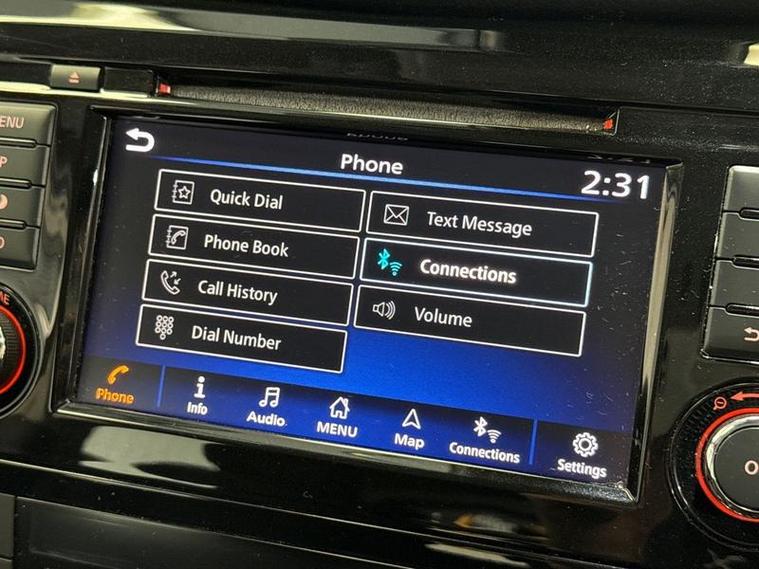 Phone
2:31
Quick Dial
Text Message
Phone Book
Connections
Call History
Volume
Dial Number
Phone
Info
Audio
MENU
Map
Connections
Settings